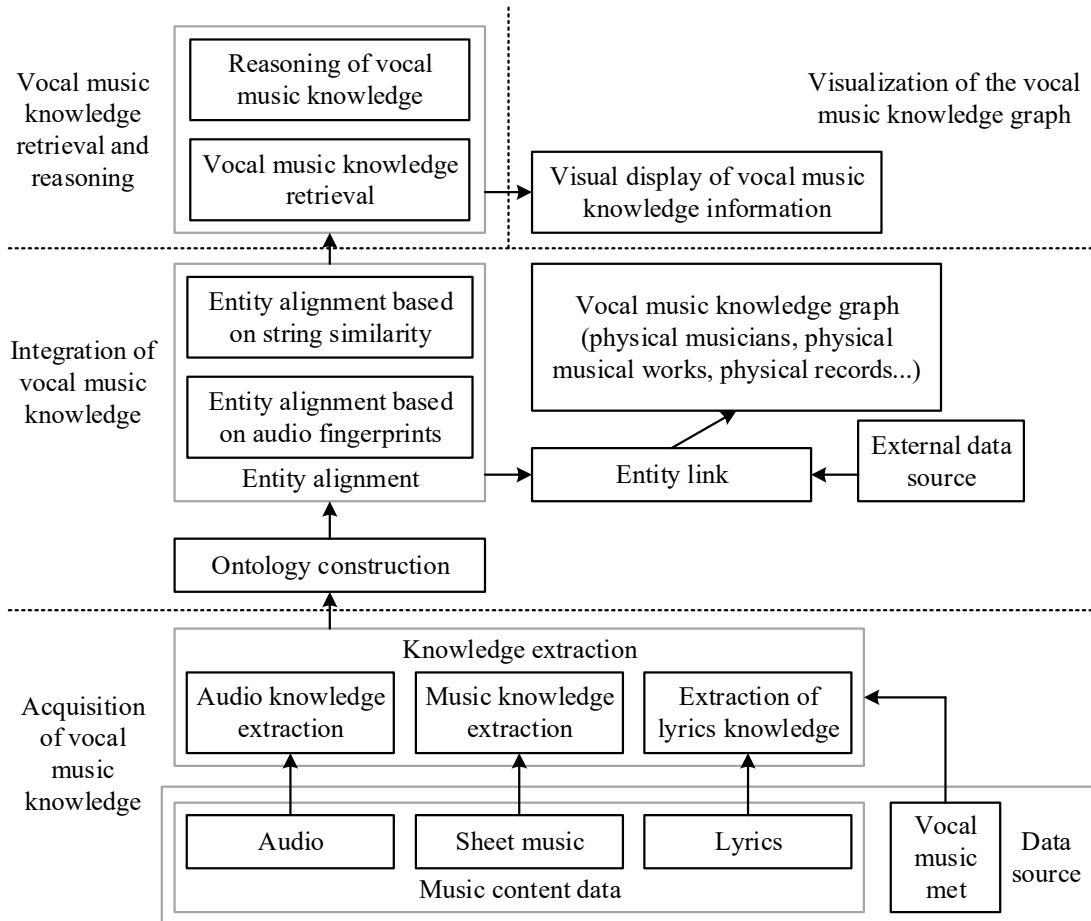 Vocal music
knowledge
retrieval and
reasoning
Reasoning of vocal
music knowledge
Vocal music knowledge
retrieval
Visualization of the vocal
music knowledge graph
Visual display of vocal music
knowledge information
Integration of
vocal music
knowledge
Entity alignment based
on string similarity
Entity alignment based
on audio fingerprints
Entity alignment
Vocal music knowledge graph
(physical musicians, physical
musical works, physical records...)
Entity link
External data
source
Ontology construction
Acquisition
of vocal
music
knowledge
Knowledge extraction
Audio knowledge
extraction
Music knowledge
extraction
Extraction of
lyrics knowledge
Audio
Sheet music
Lyrics
Music content data
Vocal
music
met
Data
source